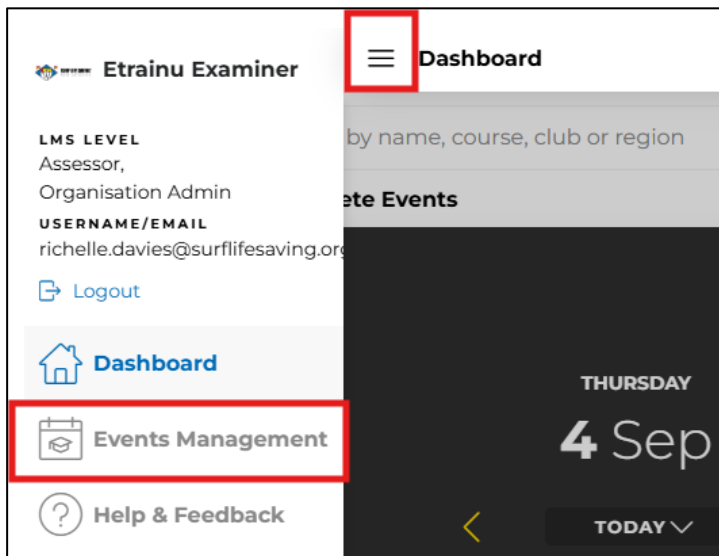 Etrainu Examiner
LMS LEVEL
Assessor,
Organisation Admin
USERNAME/EMAIL
richelle.davies@surflifesaving.org
Logout
Dashboard
Events Management
Help & Feedback
Dashboard
by name, course, club or region
ete Events
THURSDAY
4 Sep
TODAY